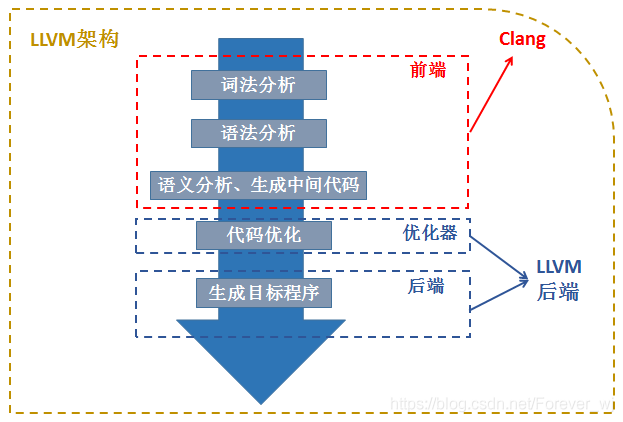 LLVM架构
Clang
前端
词法分析
语法分析
语义分析、生成中间代码
代码优化
优化器
LLVM
后端
后端
生成目标程序
https://blog.csdn.net/Forever_w